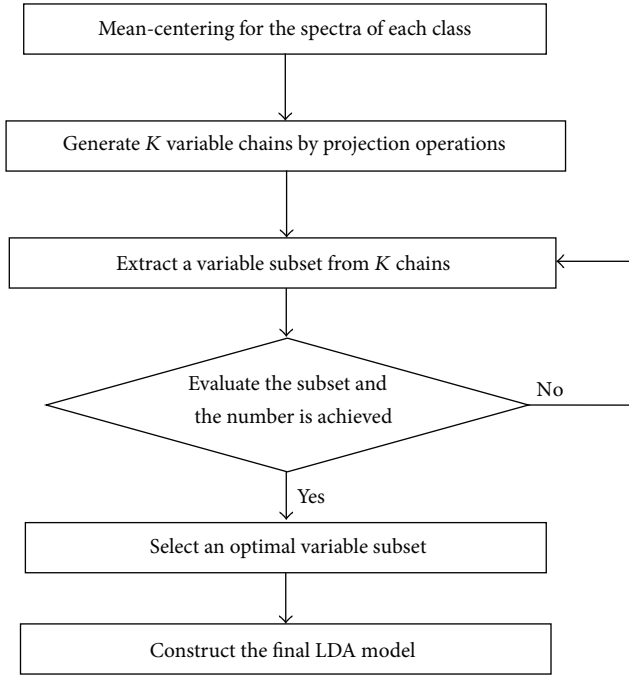 Mean-centering for the spectra of each class
Generate K variable chains by projection operations
Extract a variable subset from K chains
Evaluate the subset and
the number is achieved
No
Yes
Select an optimal variable subset
Construct the final LDA model